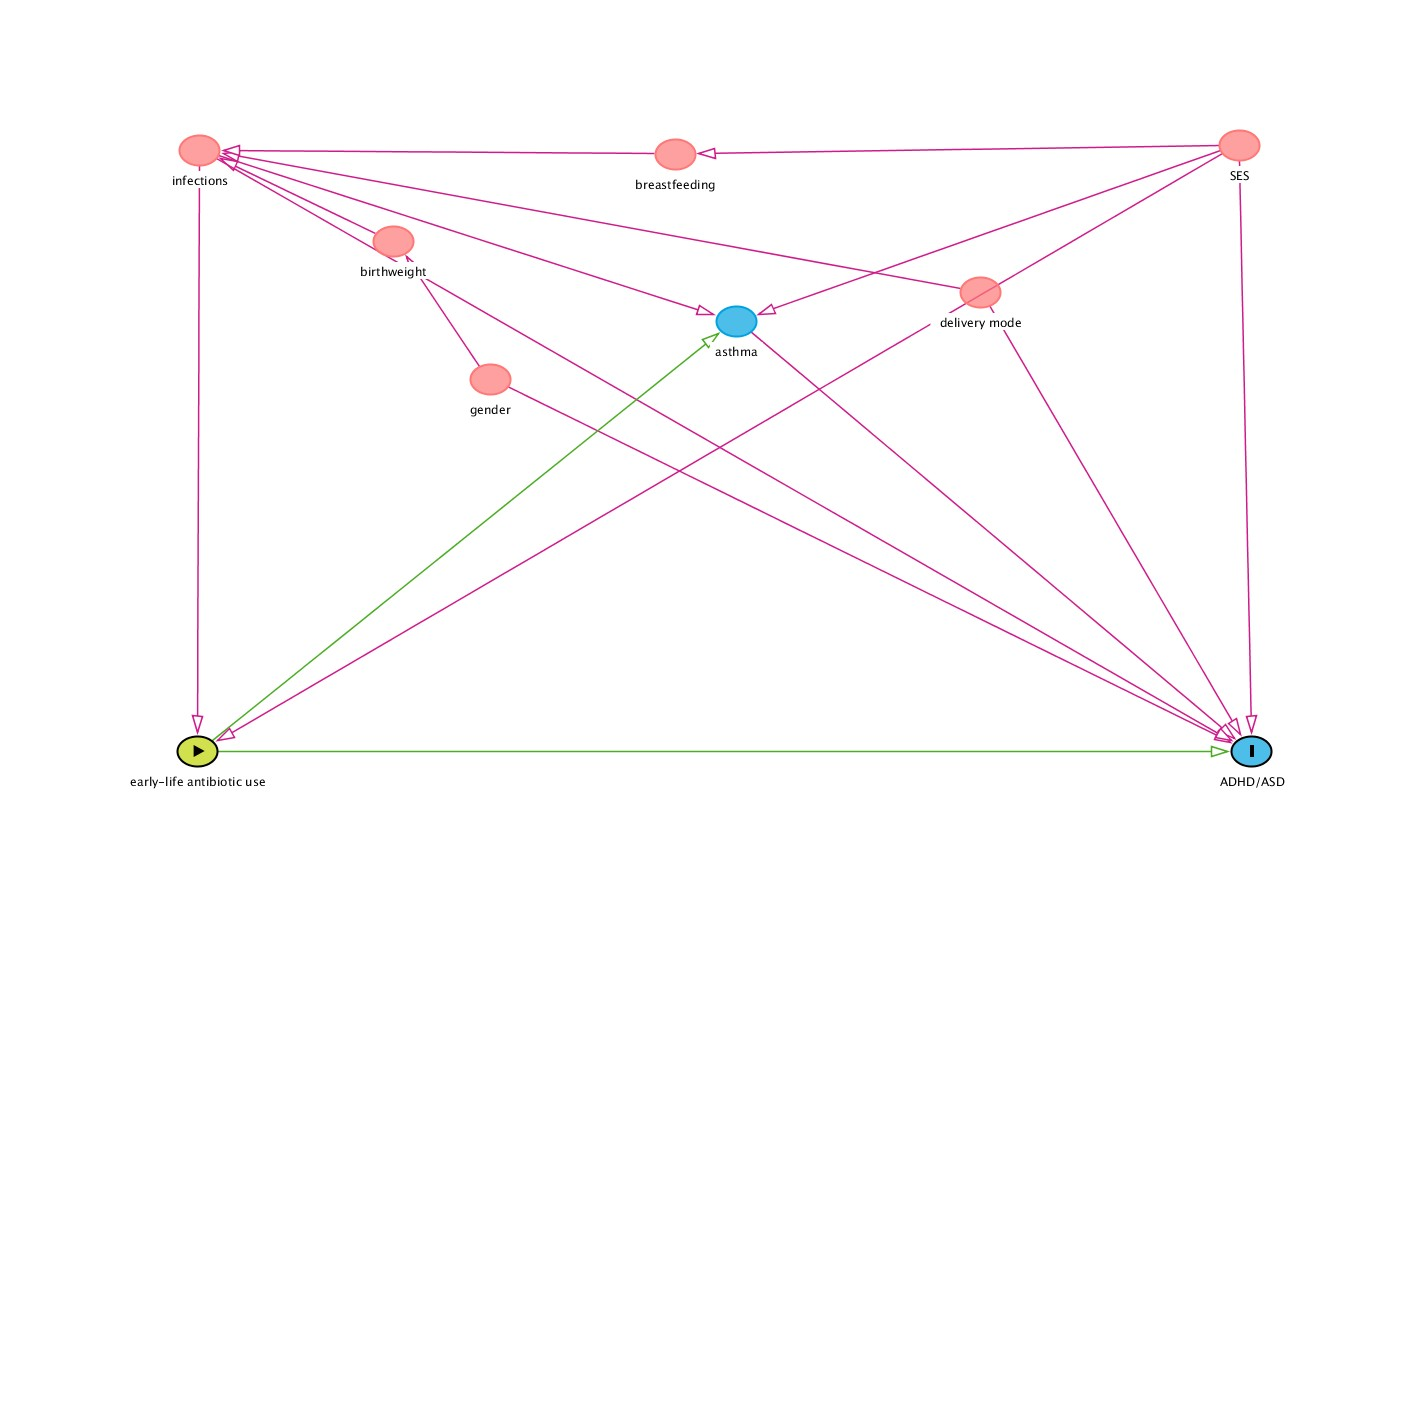 infections
breastfeeding
SES
birthweight
delivery mode
asthma
gender
early-life antibiotic use
ADHD/ASD